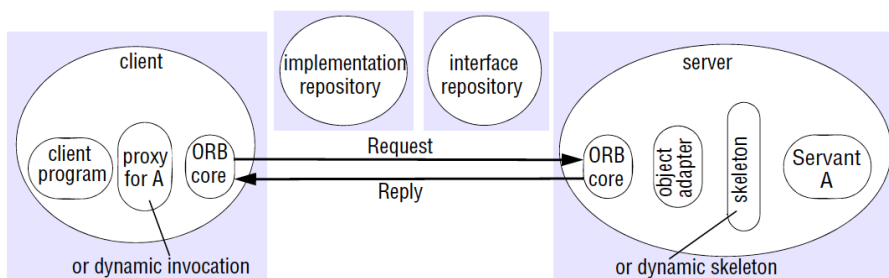 client
implementation
repository
interface
repository
server
client
program
proxy
for A
ORB
core
Request
Reply
ORB
core
object
adapter
skeleton
Servant
A
or dynamic invocation
or dynamic skeleton